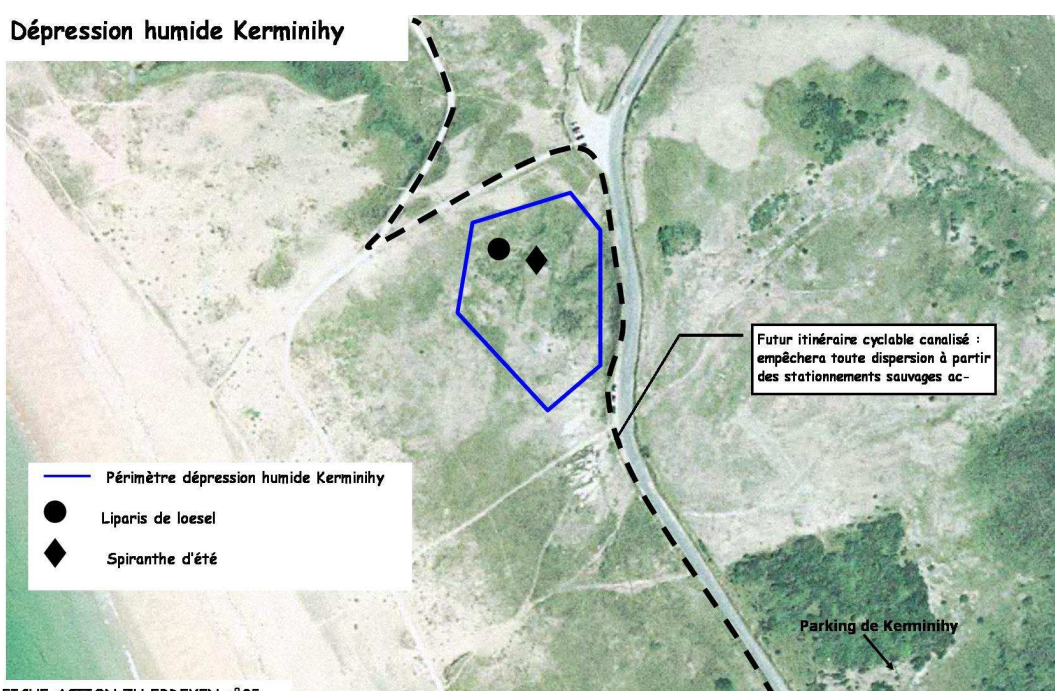 Dépression humide Kerminihy
Futur itinéraire cyclable canalisé :
empêchera toute dispersion à partir
des stationnements sauvages ac-
Périmètre dépression humide Kerminihy
Liparis de loesel
Spiranthe d'été
Parking de Kerminihy